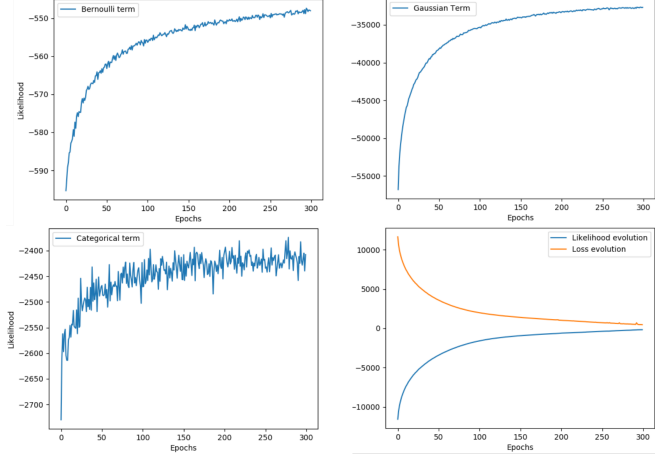 Bernoulli term
−550
−560
−570
−580
−590
Likelihood
0 50 100 150 200 250 300
Epochs
Gaussian Term
−35000
−40000
−45000
−50000
−55000
0 50 100 150 200 250 300
Epochs
Categorical term
−2400
−2450
−2500
−2550
−2600
−2650
−2700
Likelihood
0 50 100 150 200 250 300
Epochs
Likelihood evolution
Loss evolution
10000
5000
0
−5000
−10000
0 50 100 150 200 250 300
Epochs